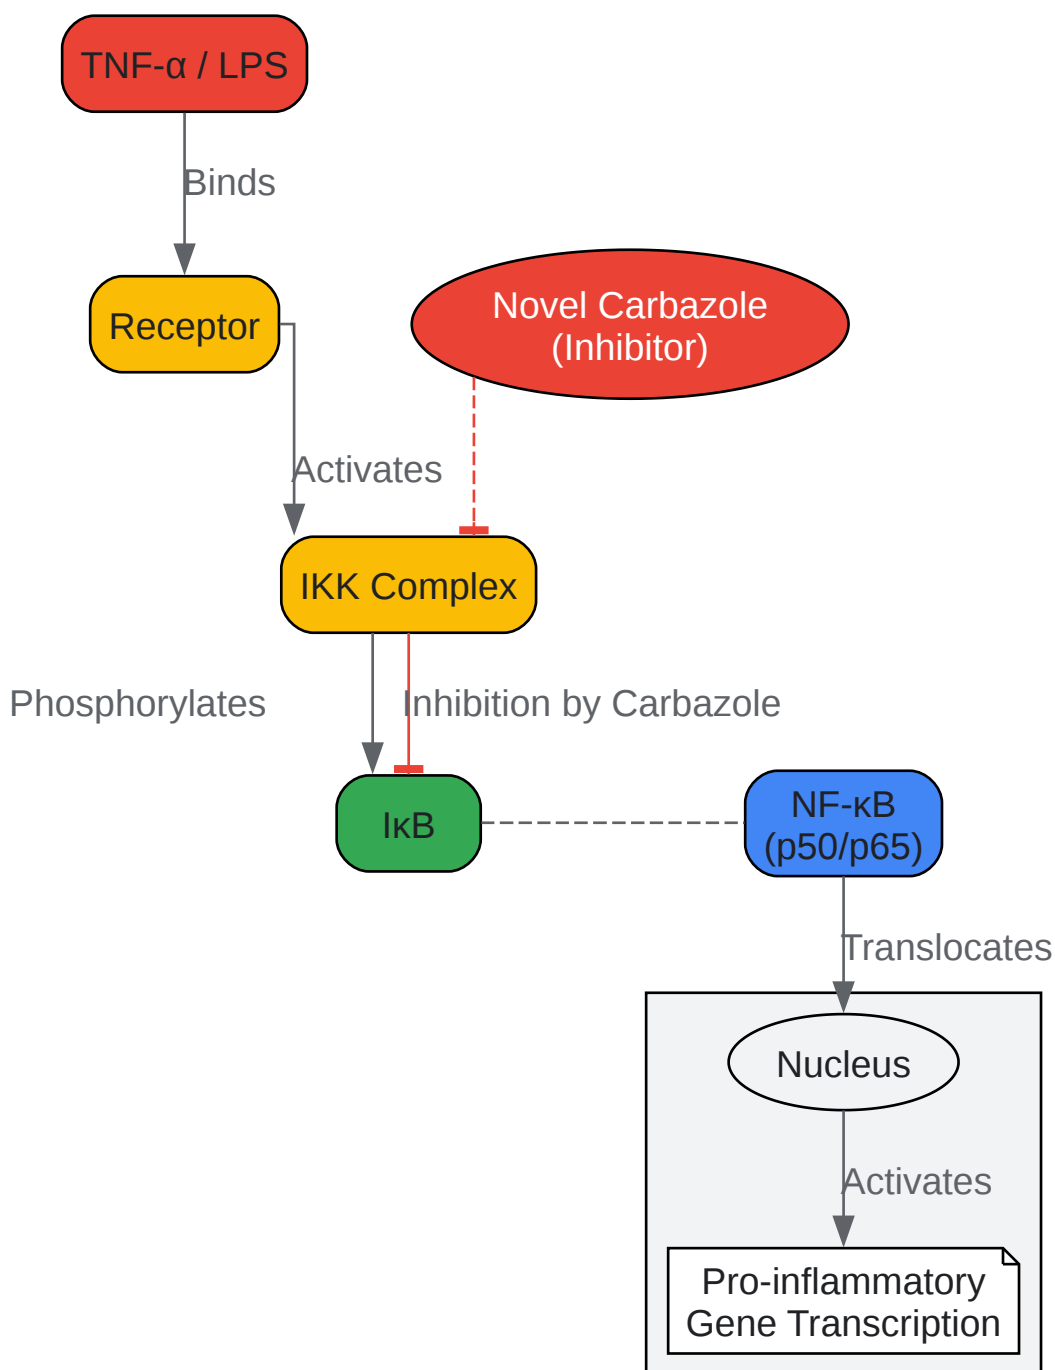 TNF-α / LPS
Binds
Receptor
Novel Carbazole
(Inhibitor)
Activates
IKK Complex
Phosphorylates
Inhibition by Carbazole
IκB
NF-κB
(p50/p65)
Translocates
Nucleus
Activates
Pro-inflammatory
Gene Transcription